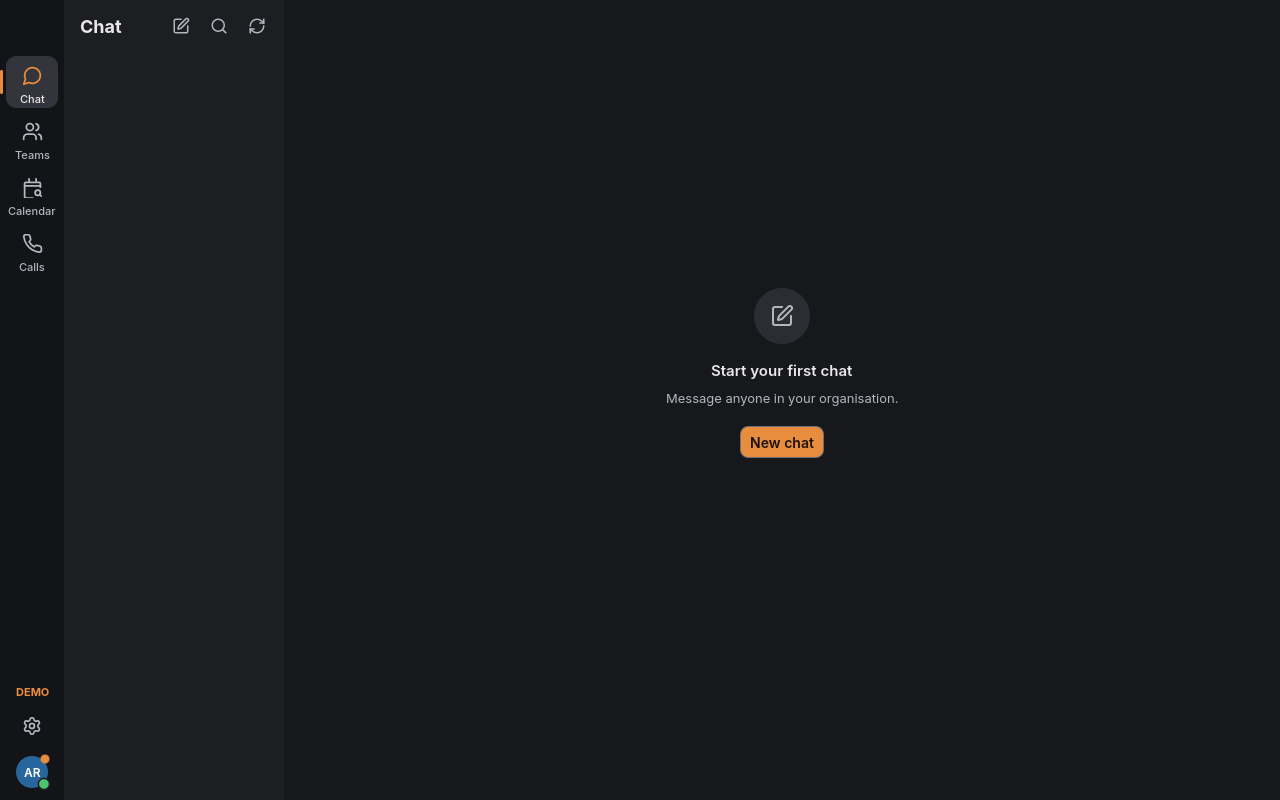 Chat
Chat
Teams
Calendar
Calls
Start your first chat
Message anyone in your organisation.
New chat
DEMO
AR